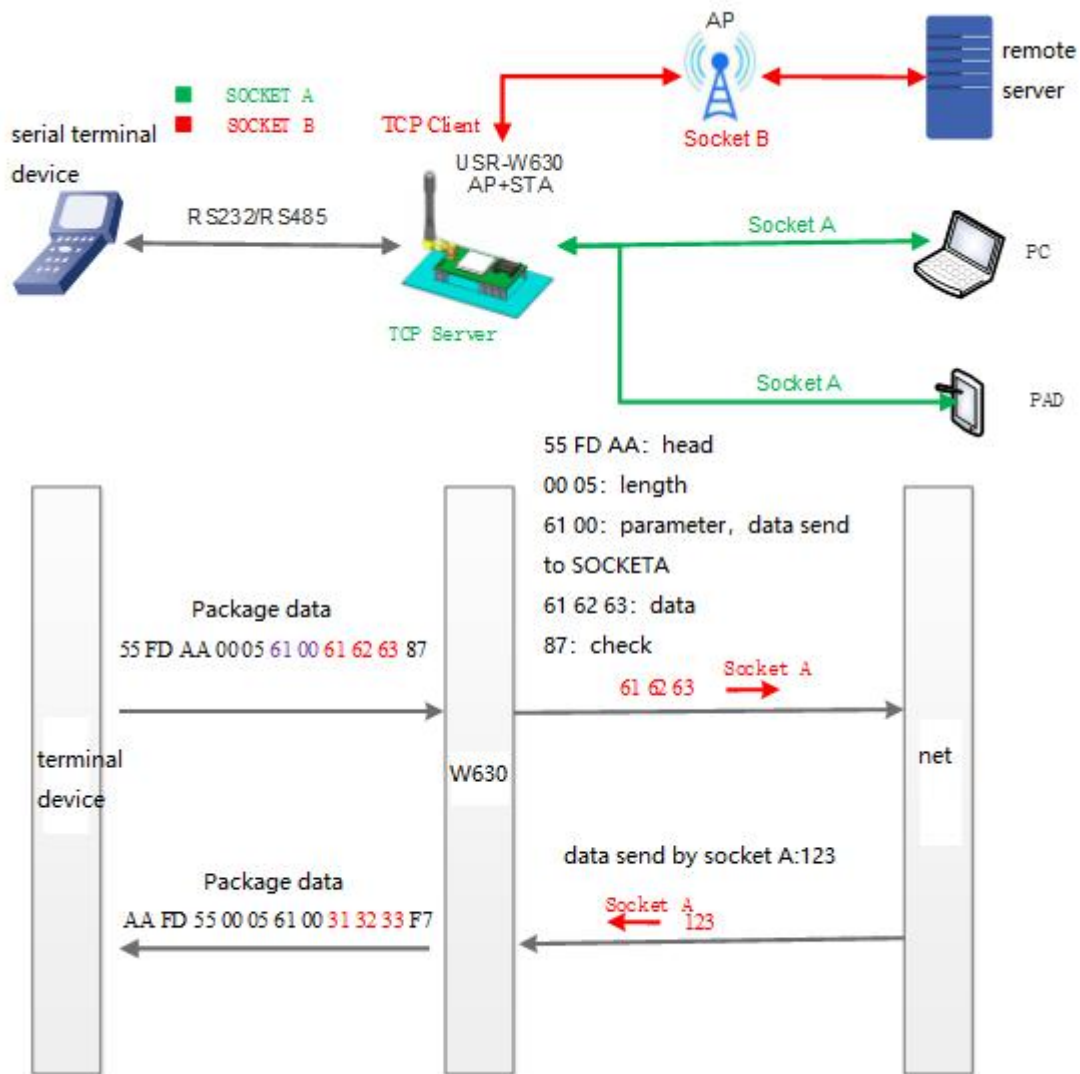 AP
remote
server
SOCKET A
SOCKET B
TCP Client
Socket B
serial terminal
device
USR-W630
AP+STA
RS232/RS485
Socket A
PC
TCP Server
Socket A
PAD
55 FD AA: head
00 05: length
61 00: parameter, data send
to SOCKETA
61 62 63: data
87: check
Package data
55 FD AA 00 05 61 00 61 62 63 87
Socket A
61 62 63
terminal
device
W630
net
data send by socket A:123
Package data
AA FD 55 00 05 61 00 31 32 33 F7
Socket A
123